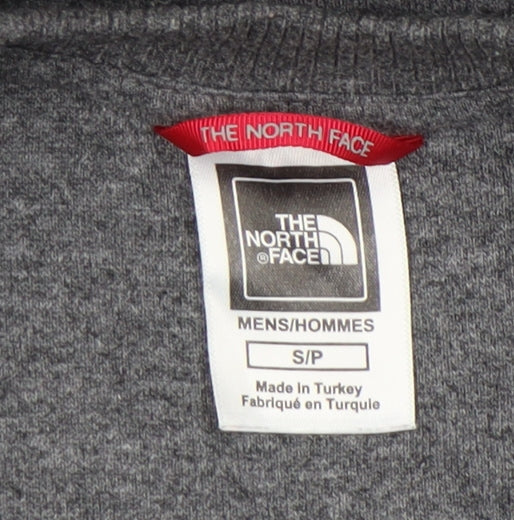 THE NORTH FACE
THE
NORTH
®FACE
MENS/HOMMES
S/P
Made in Turkey
Fabriqué en Turquie